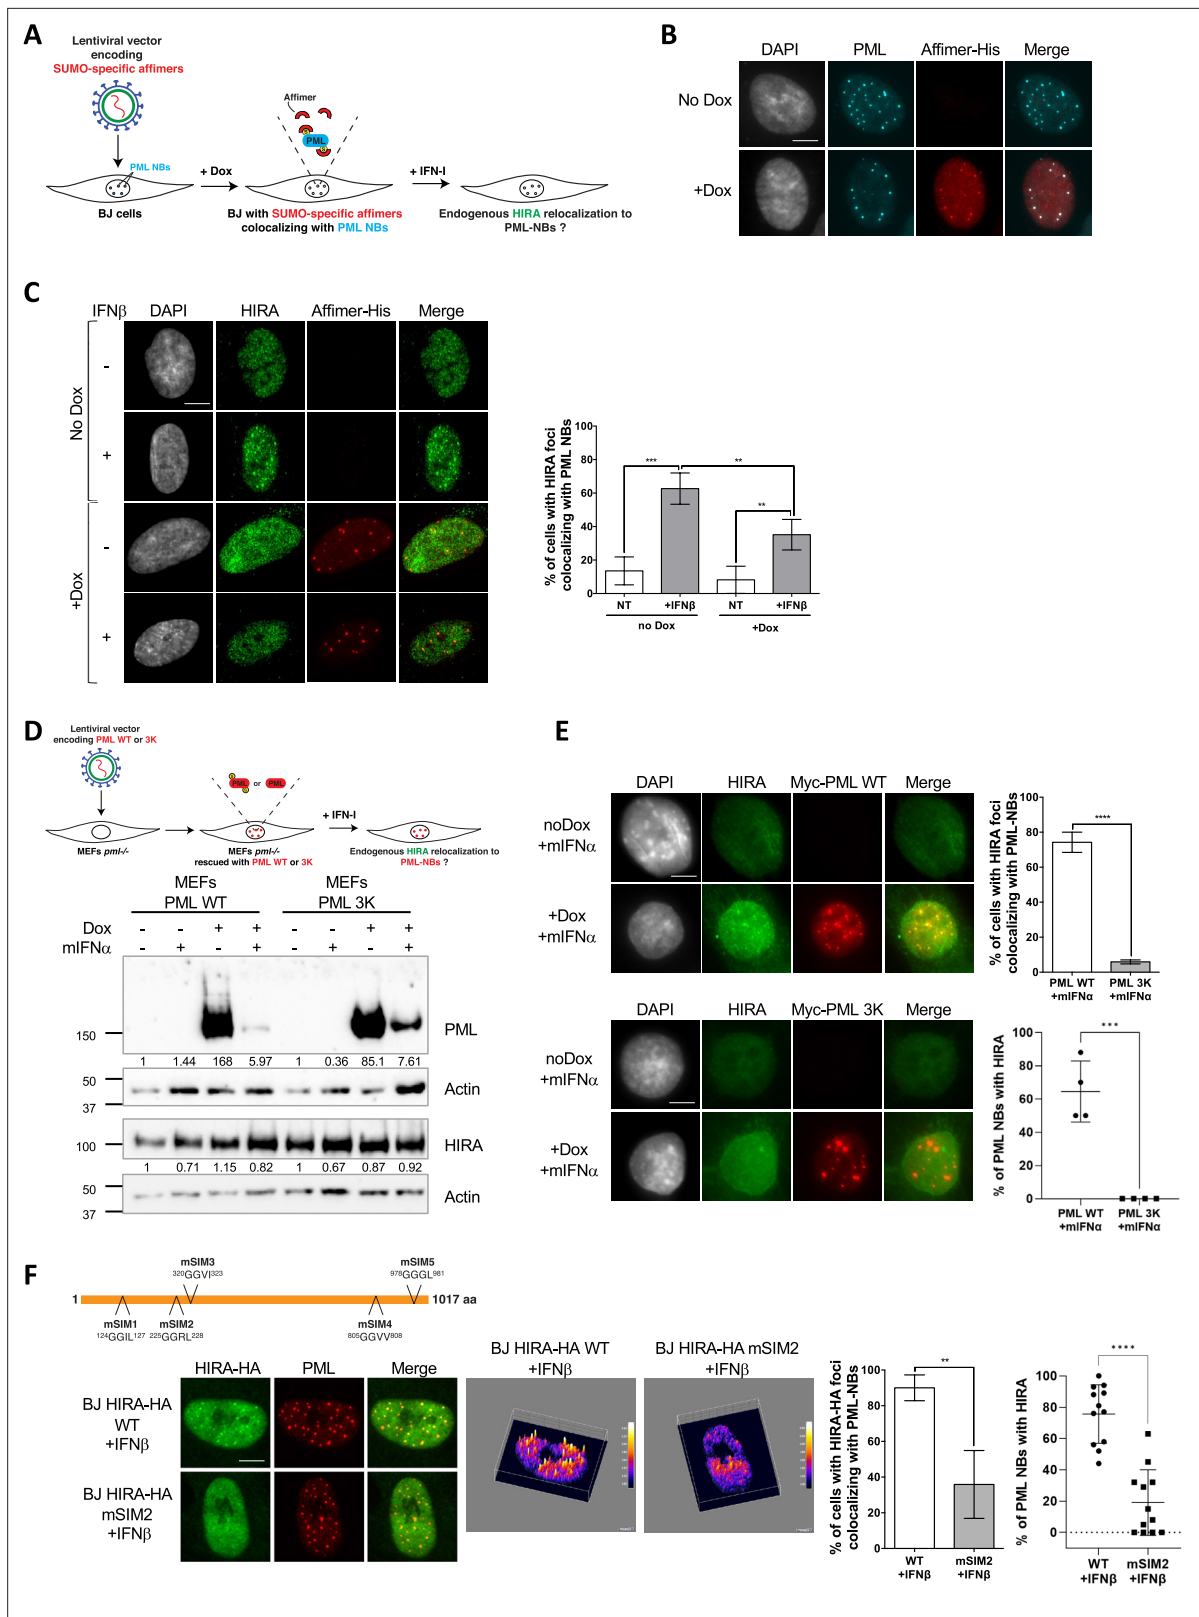 A
Lentiviral vector
encoding
SUMO-specific affimers
PML NBs
BJ cells
+ Dox
Affimer
S
PML
S
BJ with SUMO-specific affimers
colocalizing with PML NBs
+ IFN-I
Endogenous HIRA relocalization to
PML-NBs ?
B
DAPI PML Affimer-His Merge
No Dox
+Dox
C
IFNβ DAPI HIRA Affimer-His Merge
No Dox
-
+
+Dox
-
+
% of cells with HIRA foci
colocalizing with PML NBs
100
80
60
40
20
0
*** **
**
NT +IFNβ NT +IFNβ
no Dox +Dox
D
Lentiviral vector
encoding PML WT or 3K
MEFs pml-/-
S
PML or PML
S
MEFs pml-/-
rescued with PML WT or 3K
+ IFN-I
Endogenous HIRA relocalization to
PML-NBs ?
MEFs MEFs
PML WT PML 3K
Dox - - + + - - + +
mIFNα - + - + - + - +
150
PML
1 1.44 168 5.97 1 0.36 85.1 7.61
50
37
Actin
100
HIRA
1 0.71 1.15 0.82 1 0.67 0.87 0.92
50
37
Actin
E
DAPI HIRA Myc-PML WT Merge
noDox
+mIFNα
+Dox
+mIFNα
DAPI HIRA Myc-PML 3K Merge
noDox
+mIFNα
+Dox
+mIFNα
% of cells with HIRA foci
colocalizing with PML-NBs
100
80
60
40
20
0
****
PML WT PML 3K
+mIFNα +mIFNα
% of PML NBs with HIRA
100
80
60
40
20
0
***
PML WT PML 3K
+mIFNα +mIFNα
F
mSIM3 mSIM5
320GGVI323 978GGGL981
1 1017 aa
mSIM1 mSIM2 mSIM4
124GGIL127 225GGRL228 805GGVV808
HIRA-HA PML Merge
BJ HIRA-HA
WT
+IFNβ
BJ HIRA-HA
mSIM2
+IFNβ
BJ HIRA-HA WT
+IFNβ
BJ HIRA-HA mSIM2
+IFNβ
% of cells with HIRA-HA foci
colocalizing with PML-NBs
100
80
60
40
20
0
**
WT mSIM2
+IFNβ +IFNβ
% of PML NBs with HIRA
100
80
60
40
20
0
****
WT mSIM2
+IFNβ +IFNβ